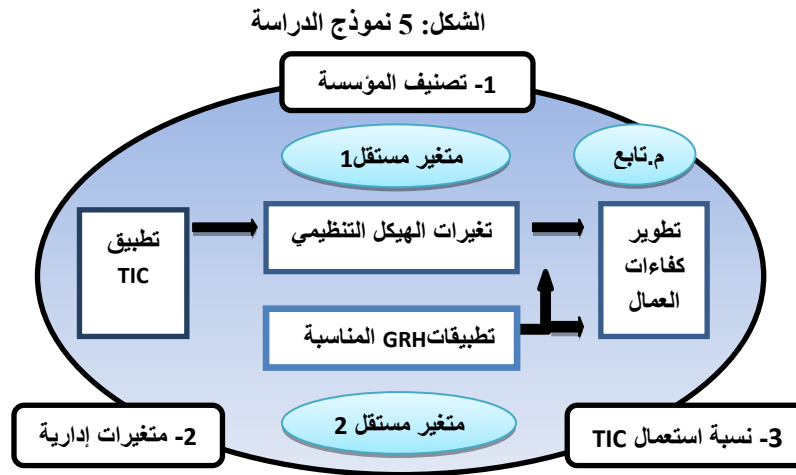 الشكل: 5 نموذج الدراسة
1- تصنيف المؤسسة
متغير مستقل1
م.تابع
تطبيق
TIC
تغيرات الهيكل التنظيمي
تطوير
كفاءات
العمال
تطبيقاتGRH المناسبة
2- متغيرات إدارية
متغير مستقل 2
3- نسبة استعمال TIC